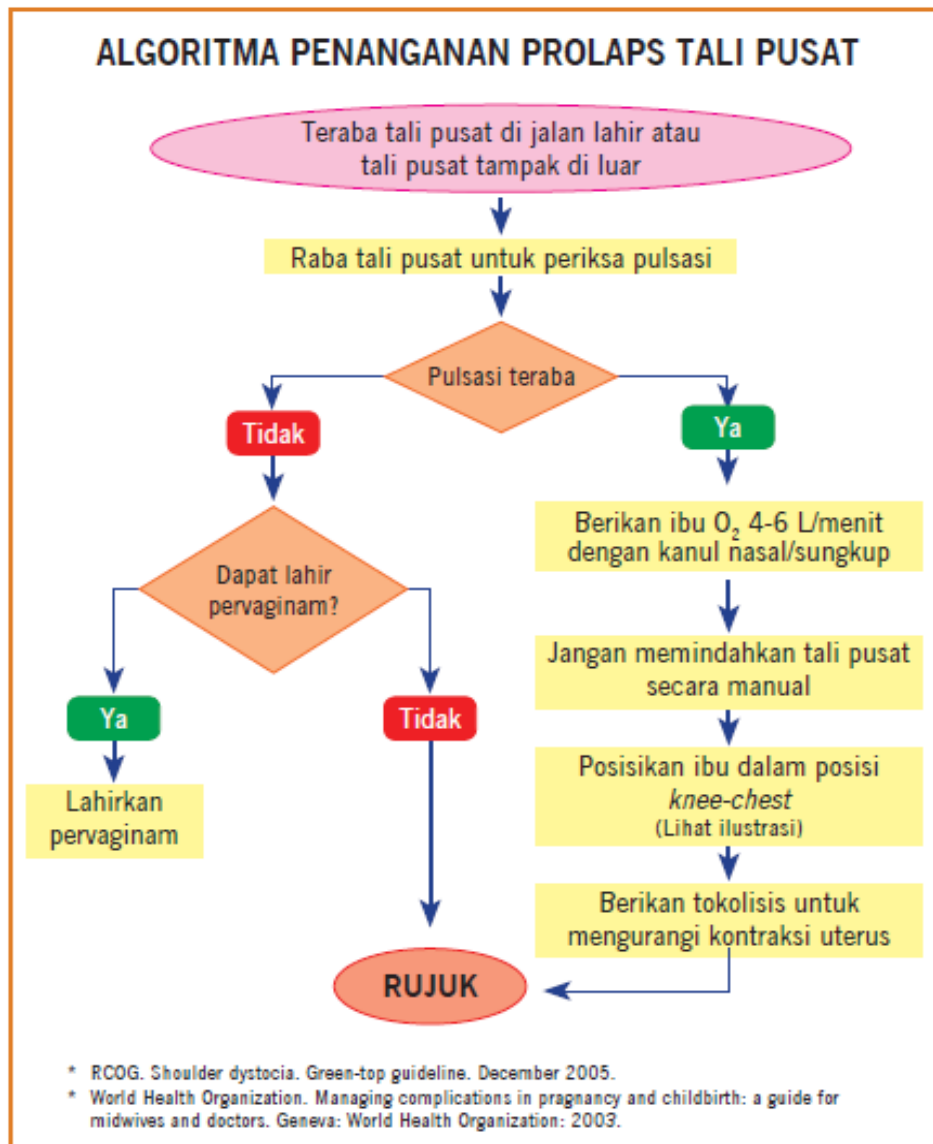 ALGORITMA PENANGANAN PROLAPS TALI PUSAT
Teraba tali pusat di jalan lahir atau
tali pusat tampak di luar
Raba tali pusat untuk periksa pulsasi
Pulsasi teraba
Tidak
Ya
Dapat lahir
pervaginam?
Ya
Lahirkan
pervaginam
Tidak
Berikan ibu O₂ 4-6 L/menit
dengan kanul nasal/sungkup
Jangan memindahkan tali pusat
secara manual
Posisikan ibu dalam posisi
knee-chest
(Lihat ilustrasi)
Berikan tokolisis untuk
mengurangi kontraksi uterus
RUJUK
* RCOG. Shoulder dystocia. Green-top guideline. December 2005.
* World Health Organization. Managing complications in pragnancy and childbirth: a guide for
midwives and doctors. Geneva: World Health Organization: 2003.